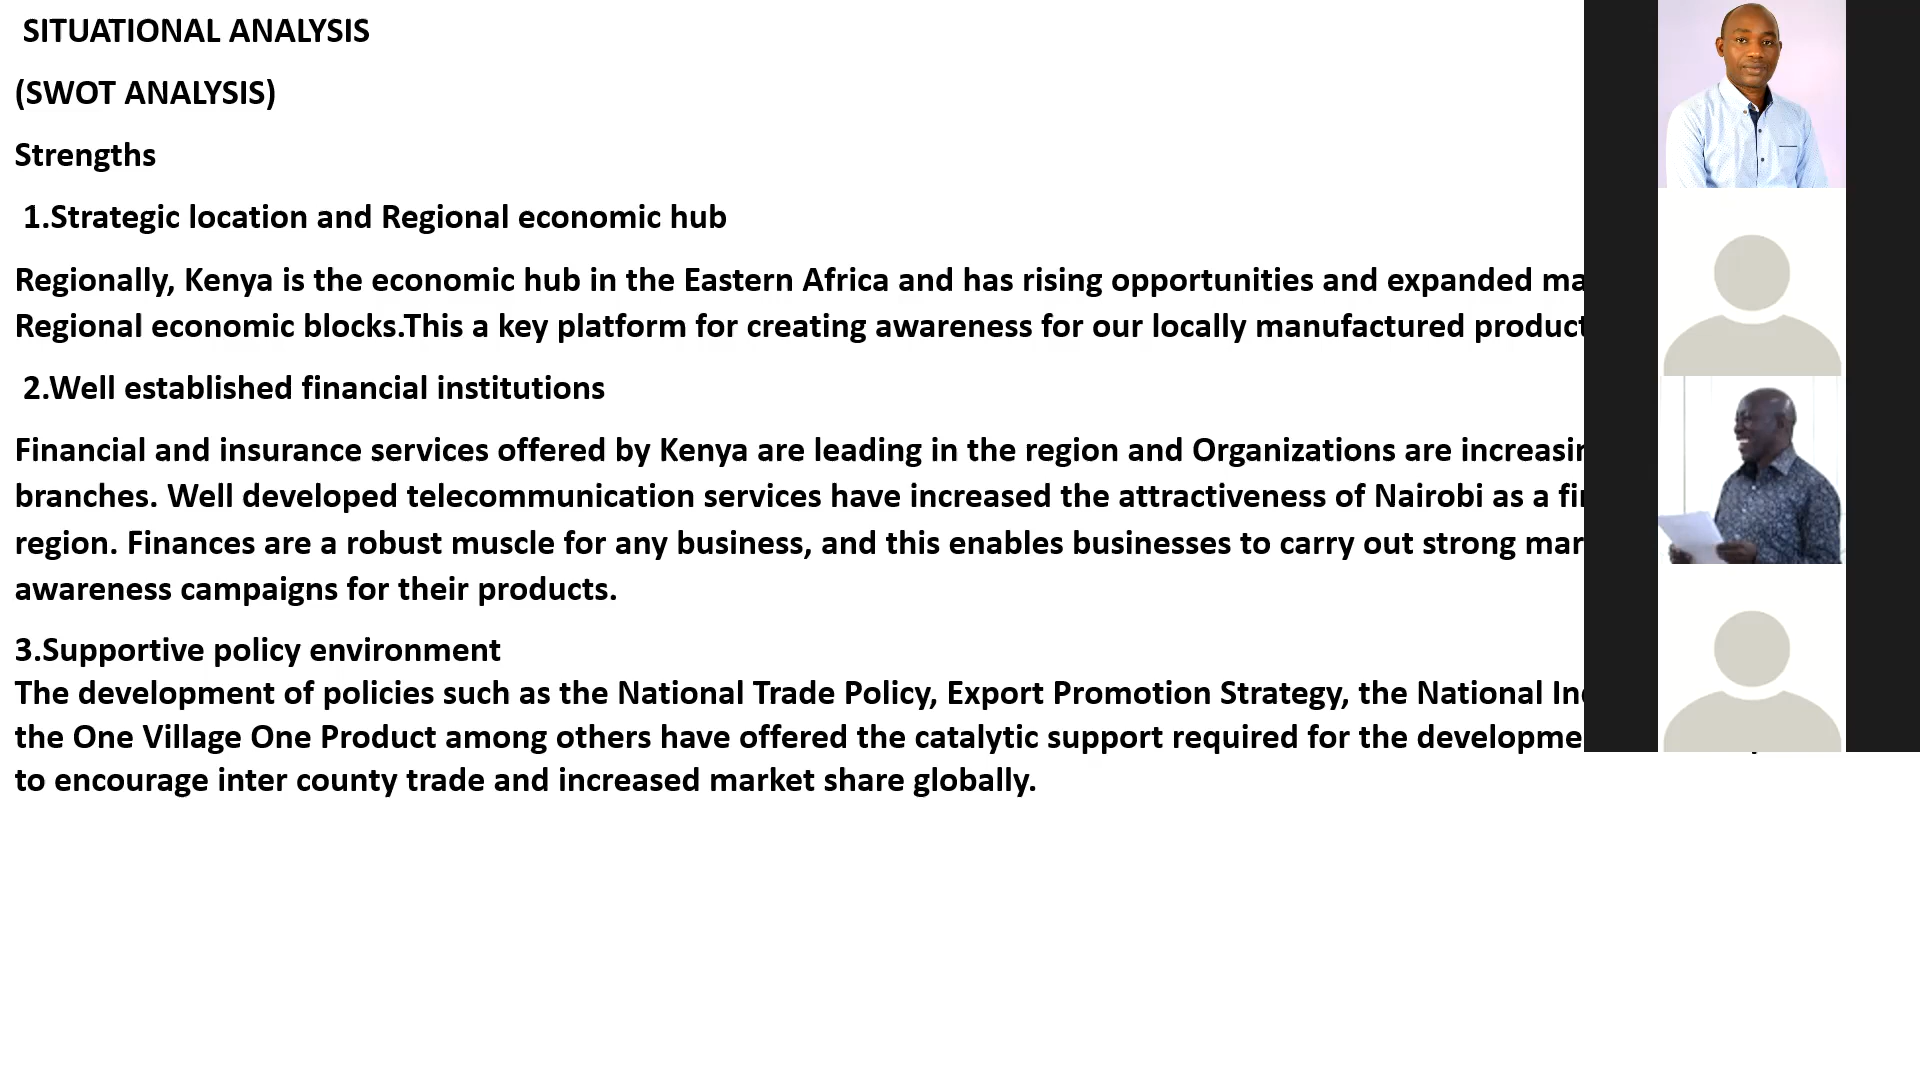 SITUATIONAL ANALYSIS
(SWOT ANALYSIS)
Strengths
1.Strategic location and Regional economic hub
Regionally, Kenya is the economic hub in the Eastern Africa and has rising opportunities and expanded
Regional economic blocks.This a key platform for creating awareness for our locally manufactured
2.Well established financial institutions
Financial and insurance services offered by Kenya are leading in the region and Organizations are
branches. Well developed telecommunication services have increased the attractiveness of Nairobi as a
region. Finances are a robust muscle for any business, and this enables businesses to carry out strong
awareness campaigns for their products.
3.Supportive policy environment
The development of policies such as the National Trade Policy, Export Promotion Strategy, the National
the One Village One Product among others have offered the catalytic support required for the
to encourage inter county trade and increased market share globally.